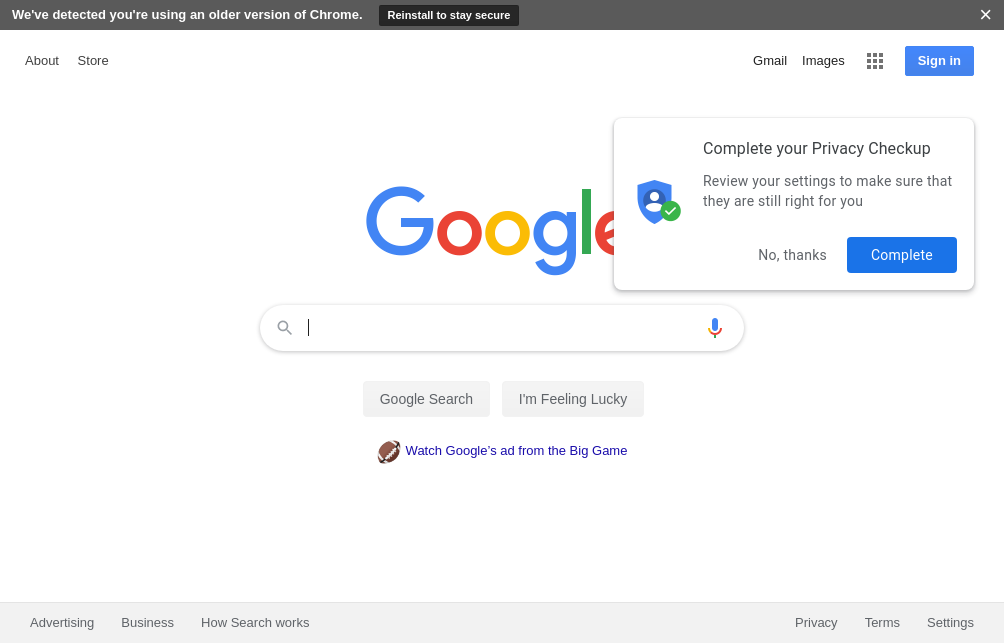 We've detected you're using an older version of Chrome. Reinstall to stay secure
About Store Gmail Images Sign in
Complete your Privacy Checkup
Review your settings to make sure that
they are still right for you
No, thanks Complete
Google
Google Search I'm Feeling Lucky
Watch Google's ad from the Big Game
Advertising Business How Search works Privacy Terms Settings